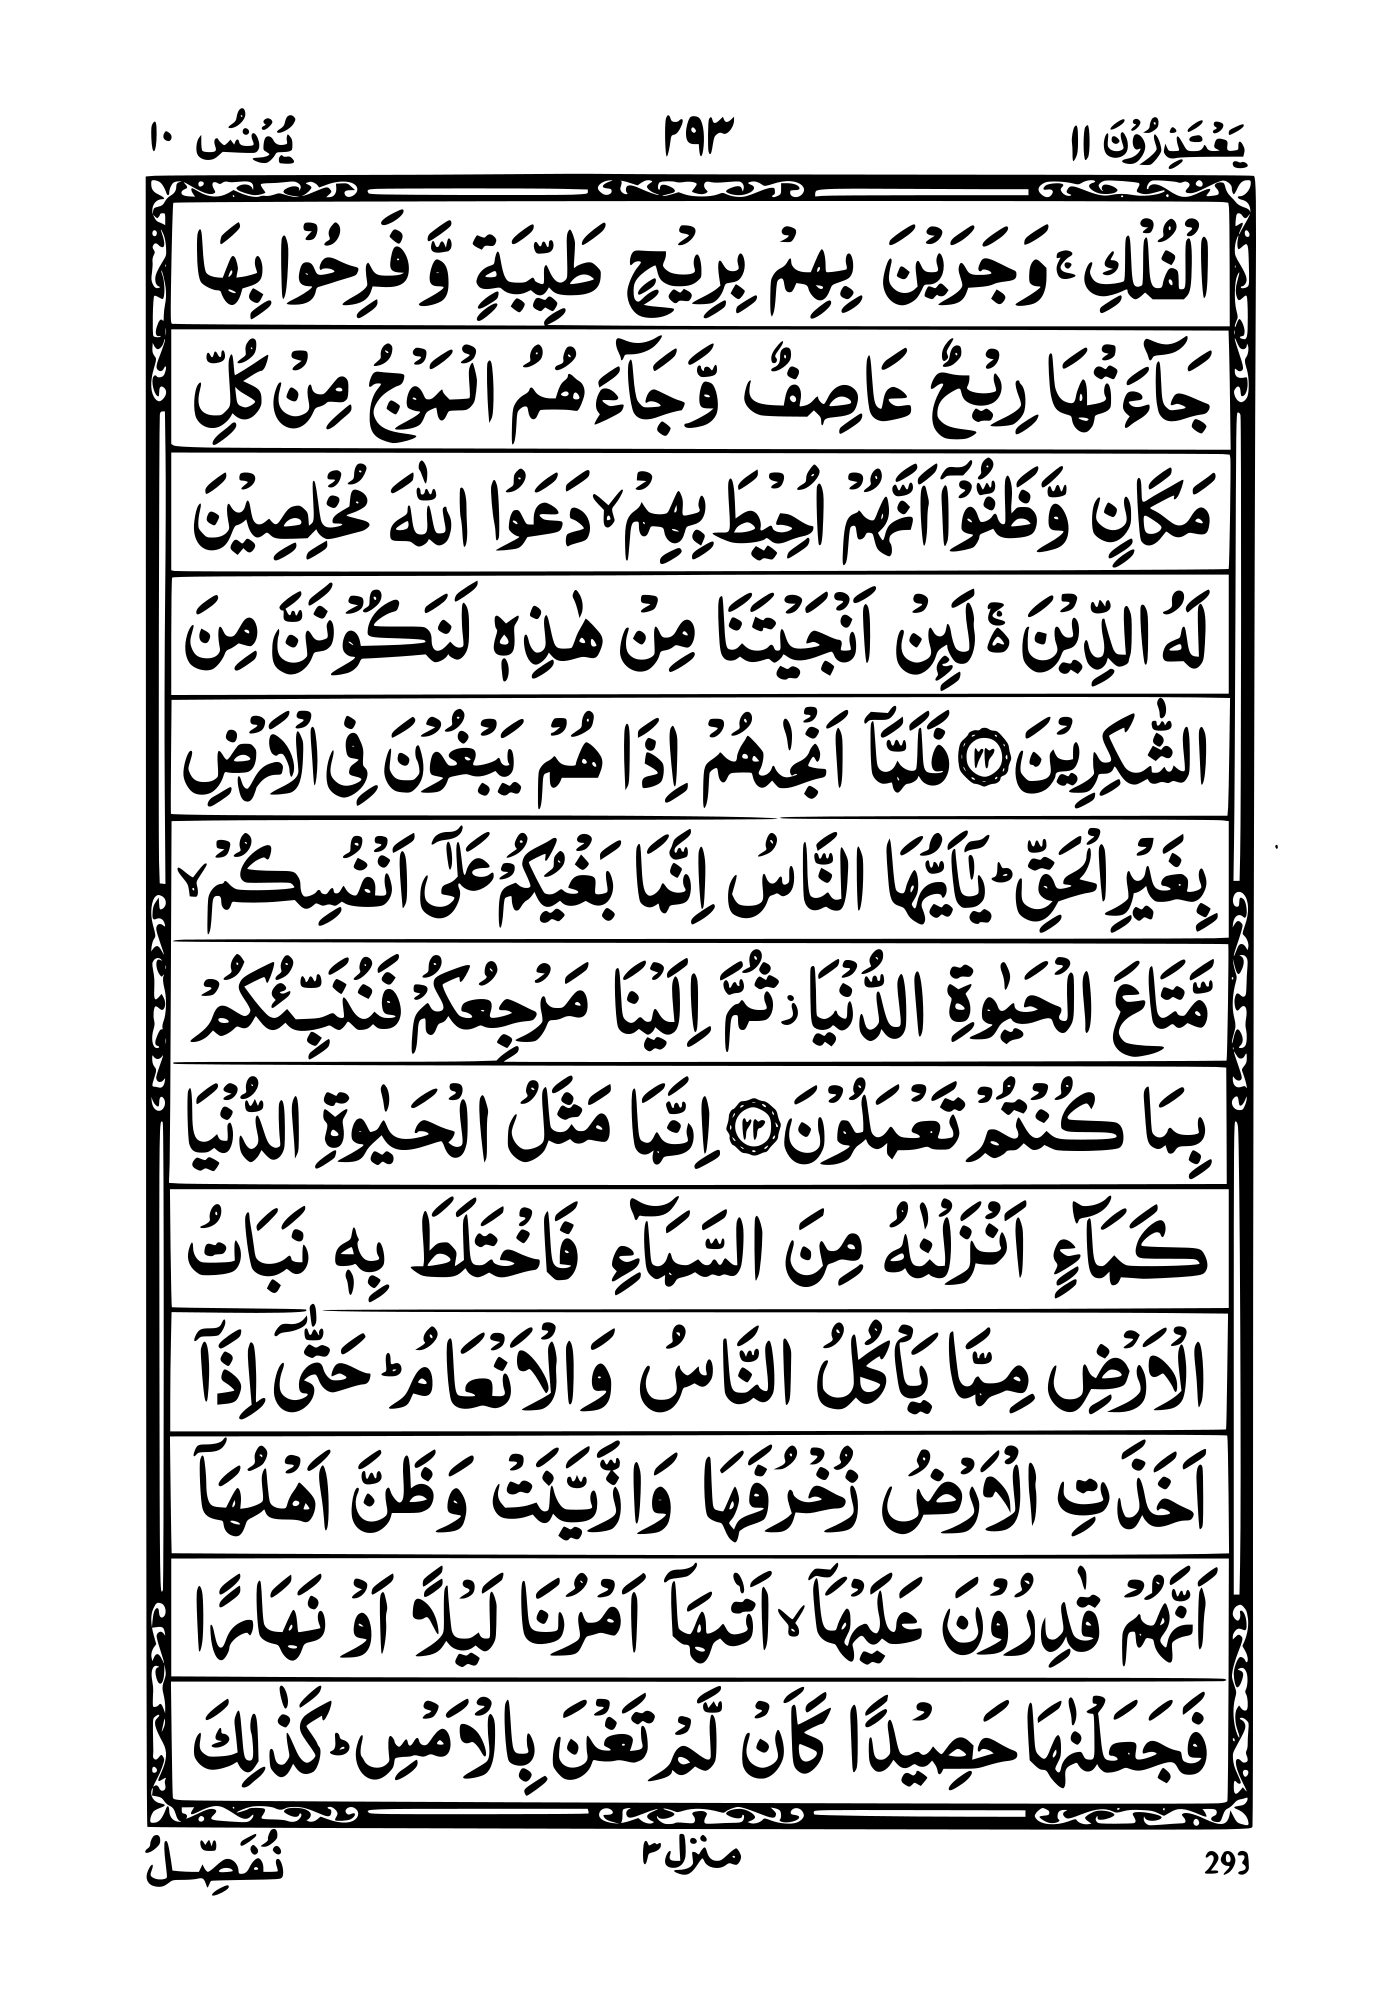 يَعْتَذِرُوْنَ ١١ ٢٩٣ يُوْنُس ١٠
الْفُلْكِ ۚ وَجَرَيْنَ بِهِمْ بِرِيْحٍ طَيِّبَةٍ وَّ فَرِحُوْا بِهَا
جَآءَتْهَا رِيْحٌ عَاصِفٌ وَّجَآءَهُمُ الْمَوْجُ مِنْ كُلِّ
مَكَانٍ وَّظَنُّوْۤا اَنَّهُمْ اُحِيْطَ بِهِمْ ۙ دَعَوُا اللّٰهَ مُخْلِصِيْنَ
لَهُ الدِّيْنَ ۚ۬ لَىِٕنْ اَنْجَيْتَنَا مِنْ هٰذِهٖ لَنَكُوْنَنَّ مِنَ
الشّٰكِرِيْنَ ﴿٢٢﴾ فَلَمَّاۤ اَنْجٰىهُمْ اِذَا هُمْ يَبْغُوْنَ فِى الْاَرْضِ
بِغَيْرِ الْحَقِّ ؕ يٰۤاَيُّهَا النَّاسُ اِنَّمَا بَغْيُكُمْ عَلٰۤى اَنْفُسِكُمْ ۙ
مَّتَاعَ الْحَيٰوةِ الدُّنْيَا ؗ ثُمَّ اِلَيْنَا مَرْجِعُكُمْ فَنُنَبِّئُكُمْ
بِمَا كُنْتُمْ تَعْمَلُوْنَ ﴿٢٣﴾ اِنَّمَا مَثَلُ الْحَيٰوةِ الدُّنْيَا
كَمَآءٍ اَنْزَلْنٰهُ مِنَ السَّمَآءِ فَاخْتَلَطَ بِهٖ نَبَاتُ
الْاَرْضِ مِمَّا يَاْكُلُ النَّاسُ وَالْاَنْعَامُ ؕ حَتّٰۤى اِذَاۤ
اَخَذَتِ الْاَرْضُ زُخْرُفَهَا وَازَّيَّنَتْ وَظَنَّ اَهْلُهَاۤ
اَنَّهُمْ قٰدِرُوْنَ عَلَيْهَاۤ ۙ اَتٰىهَاۤ اَمْرُنَا لَيْلًا اَوْ نَهَارًا
فَجَعَلْنٰهَا حَصِيْدًا كَاَنْ لَّمْ تَغْنَ بِالْاَمْسِ ؕ كَذٰلِكَ
نُفَصِّلُ
293 منزل ٣